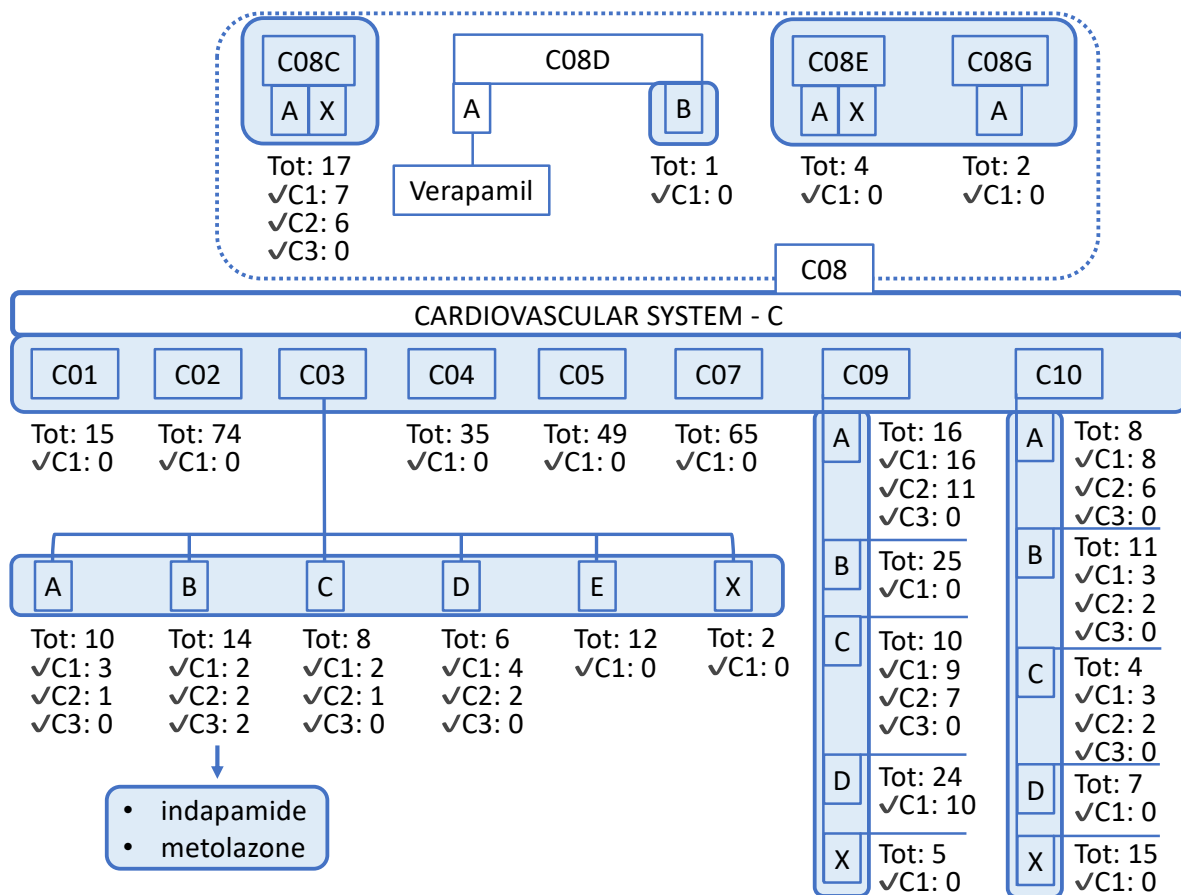 C08C
C08D
C08E
C08G
A X
A
B
A X
A
Verapamil
Tot: 17
✓C1: 7
✓C2: 6
✓C3: 0
Tot: 1
✓C1: 0
Tot: 4
✓C1: 0
Tot: 2
✓C1: 0
C08
CARDIOVASCULAR SYSTEM - C
C01
C02
C03
C04
C05
C07
C09
C10
Tot: 15
✓C1: 0
Tot: 74
✓C1: 0
Tot: 35
✓C1: 0
Tot: 49
✓C1: 0
Tot: 65
✓C1: 0
A
B
C
D
E
X
Tot: 10
✓C1: 3
✓C2: 1
✓C3: 0
Tot: 14
✓C1: 2
✓C2: 2
✓C3: 2
Tot: 8
✓C1: 2
✓C2: 1
✓C3: 0
Tot: 6
✓C1: 4
✓C2: 2
✓C3: 0
Tot: 12
✓C1: 0
Tot: 2
✓C1: 0
• indapamide
• metolazone
A
Tot: 16
✓C1: 16
✓C2: 11
✓C3: 0
B
Tot: 25
✓C1: 0
C
Tot: 10
✓C1: 9
✓C2: 7
✓C3: 0
D
Tot: 24
✓C1: 10
X
Tot: 5
✓C1: 0
A
Tot: 8
✓C1: 8
✓C2: 6
✓C3: 0
B
Tot: 11
✓C1: 3
✓C2: 2
✓C3: 0
C
Tot: 4
✓C1: 3
✓C2: 2
✓C3: 0
D
Tot: 7
✓C1: 0
X
Tot: 15
✓C1: 0